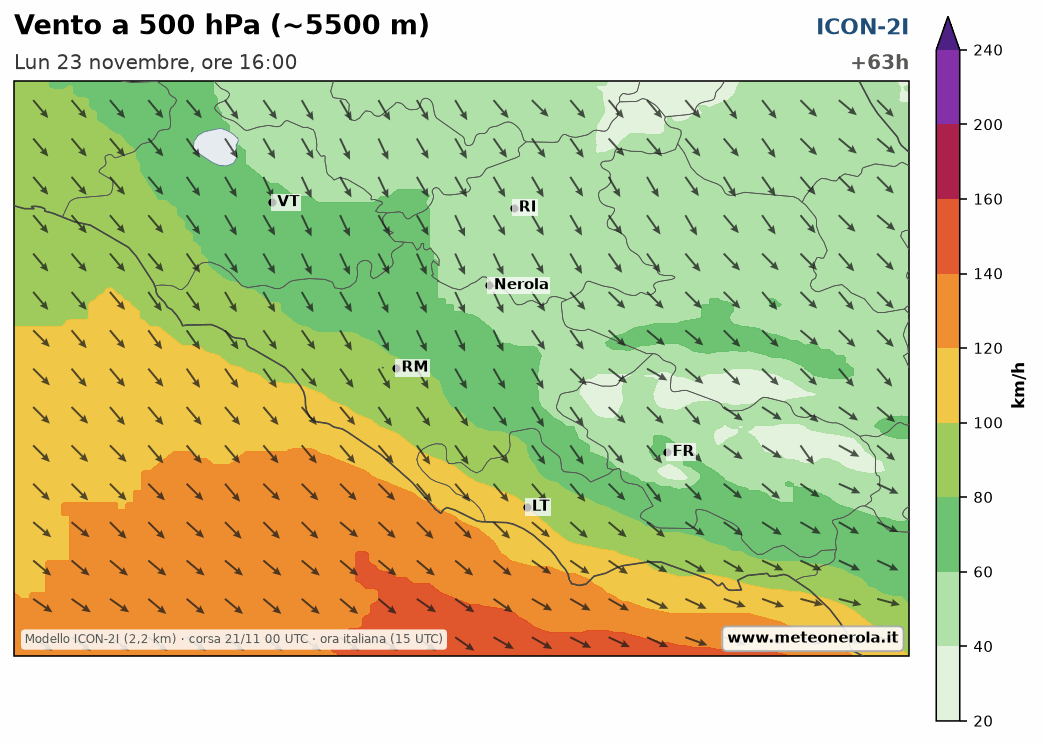 Vento a 500 hPa (~5500 m)
ICON-2I
Lun 23 novembre, ore 16:00
+63h
VT
RI
Nerola
RM
FR
LT
Modello ICON-2I (2,2 km) · corsa 21/11 00 UTC · ora italiana (15 UTC)
www.meteonerola.it
240
200
160
140
120
100
80
60
40
20
km/h